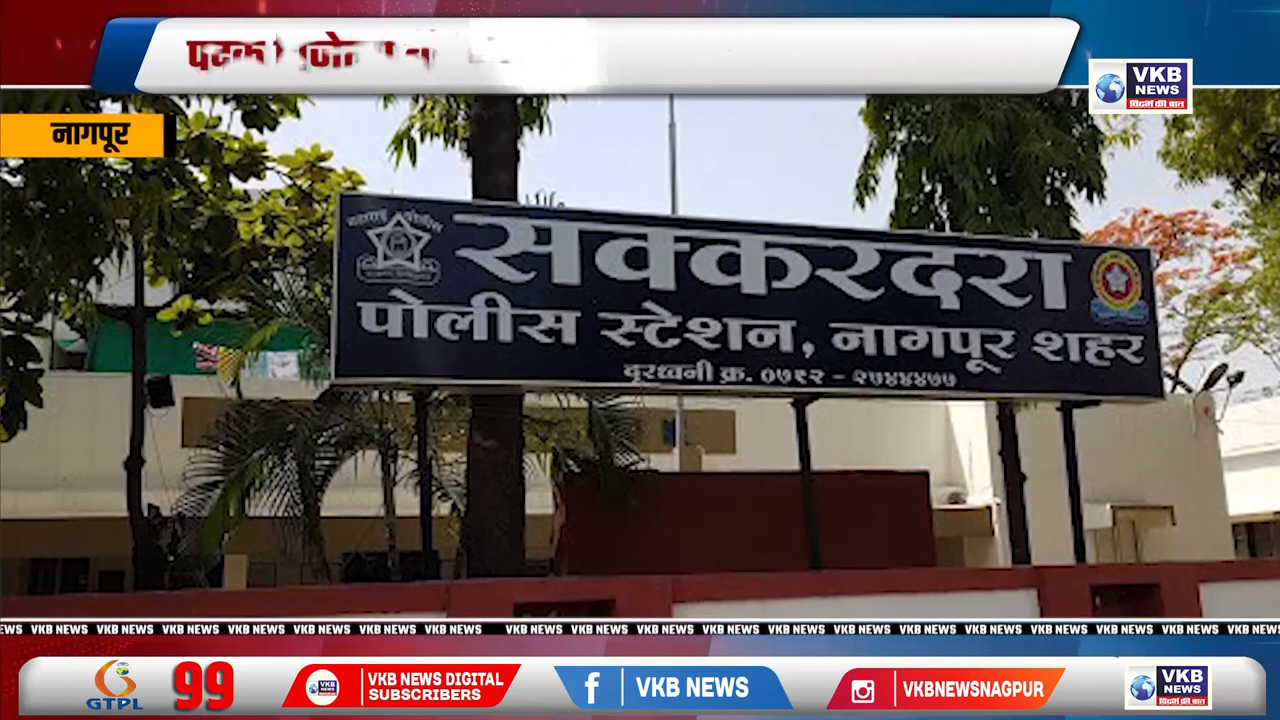 VKB
NEWS
विदर्भ की बात
नागपूर
सक्करदरा
पोलीस स्टेशन, नागपूर शहर
दूरध्वनी क्र. ०७१२ - २७४४४७७
VKB NEWS VKB NEWS VKB NEWS VKB NEWS VKB NEWS VKB NEWS VKB NEWS VKB NEWS VKB NEWS VKB NEWS VKB NEWS VKB NEWS VKB NEWS VKB NEWS VKB NEWS VKB NEWS VKB NEWS VKB NEWS
GTPL
99
VKB NEWS DIGITAL
SUBSCRIBERS
VKB NEWS
VKBNEWSNAGPUR
VKB
NEWS
विदर्भ की बात